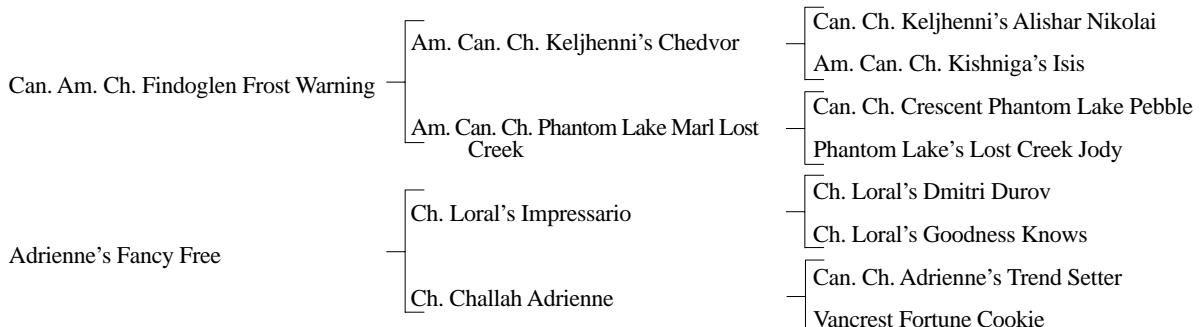 Can. Am. Ch. Findoglen Frost Warning
Am. Can. Ch. Keljhenni’s Chedvor
Can. Ch. Keljhenni’s Alishar Nikolai
Am. Can. Ch. Kishniga’s Isis
Am. Can. Ch. Phantom Lake Marl Lost
Creek
Can. Ch. Crescent Phantom Lake Pebble
Phantom Lake’s Lost Creek Jody
Adrienne’s Fancy Free
Ch. Loral’s Impressario
Ch. Loral’s Dmitri Durov
Ch. Loral’s Goodness Knows
Ch. Challah Adrienne
Can. Ch. Adrienne’s Trend Setter
Vancrest Fortune Cookie